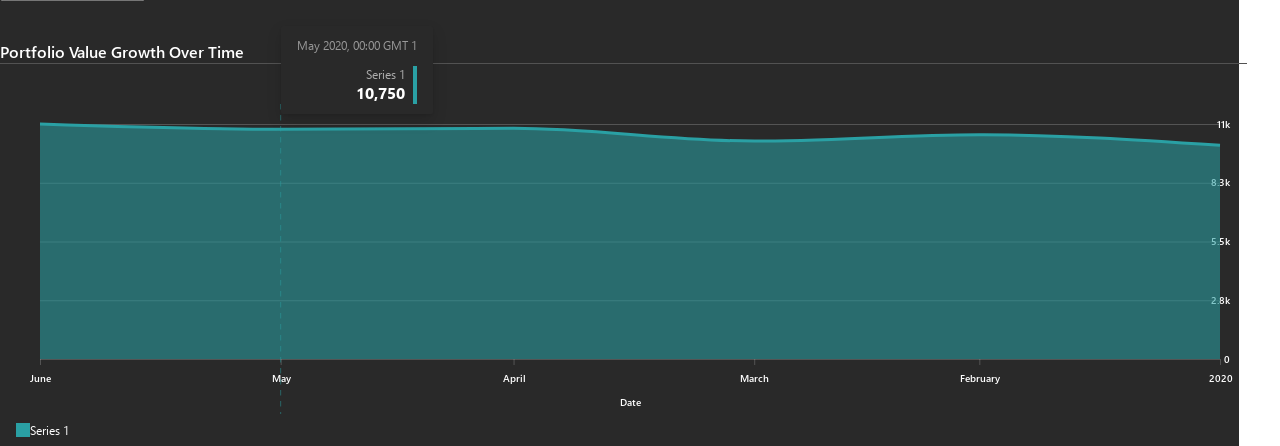 Portfolio Value Growth Over Time
May 2020, 00:00 GMT 1
Series 1
10,750
11k
8.3k
5.5k
2.8k
0
June May April March February 2020
Date
Series 1